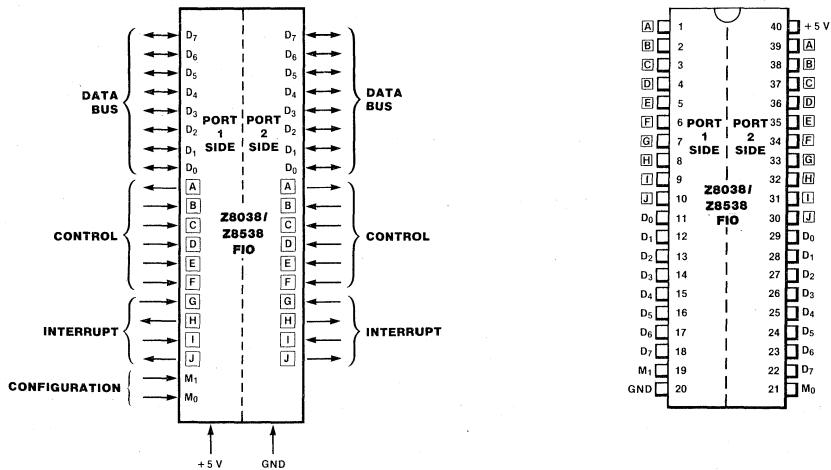 D7 D7
D6 D6
D5 D5
D4 D4
DATA BUS
D3 D3
DATA BUS
PORT 1 SIDE
PORT 2 SIDE
D2 D2
D1 D1
D0 D0
A A
B B
C C
Z8038/
Z8538
FIO
CONTROL
D D
CONTROL
E E
F F
G G
INTERRUPT
H H
INTERRUPT
I I
J J
CONFIGURATION
M1
M0
+5 V GND
A 1 40 +5 V
B 2 39 A
C 3 38 B
D 4 37 C
E 5 36 D
F 6 35 E
PORT 1 SIDE
PORT 2 SIDE
G 7 34 F
H 8 33 G
I 9 32 H
Z8038/
Z8538
FIO
J 10 31 I
D0 11 30 J
D1 12 29 D0
D2 13 28 D1
D3 14 27 D2
D4 15 26 D3
D5 16 25 D4
D6 17 24 D5
D7 18 23 D6
M1 19 22 D7
GND 20 21 M0